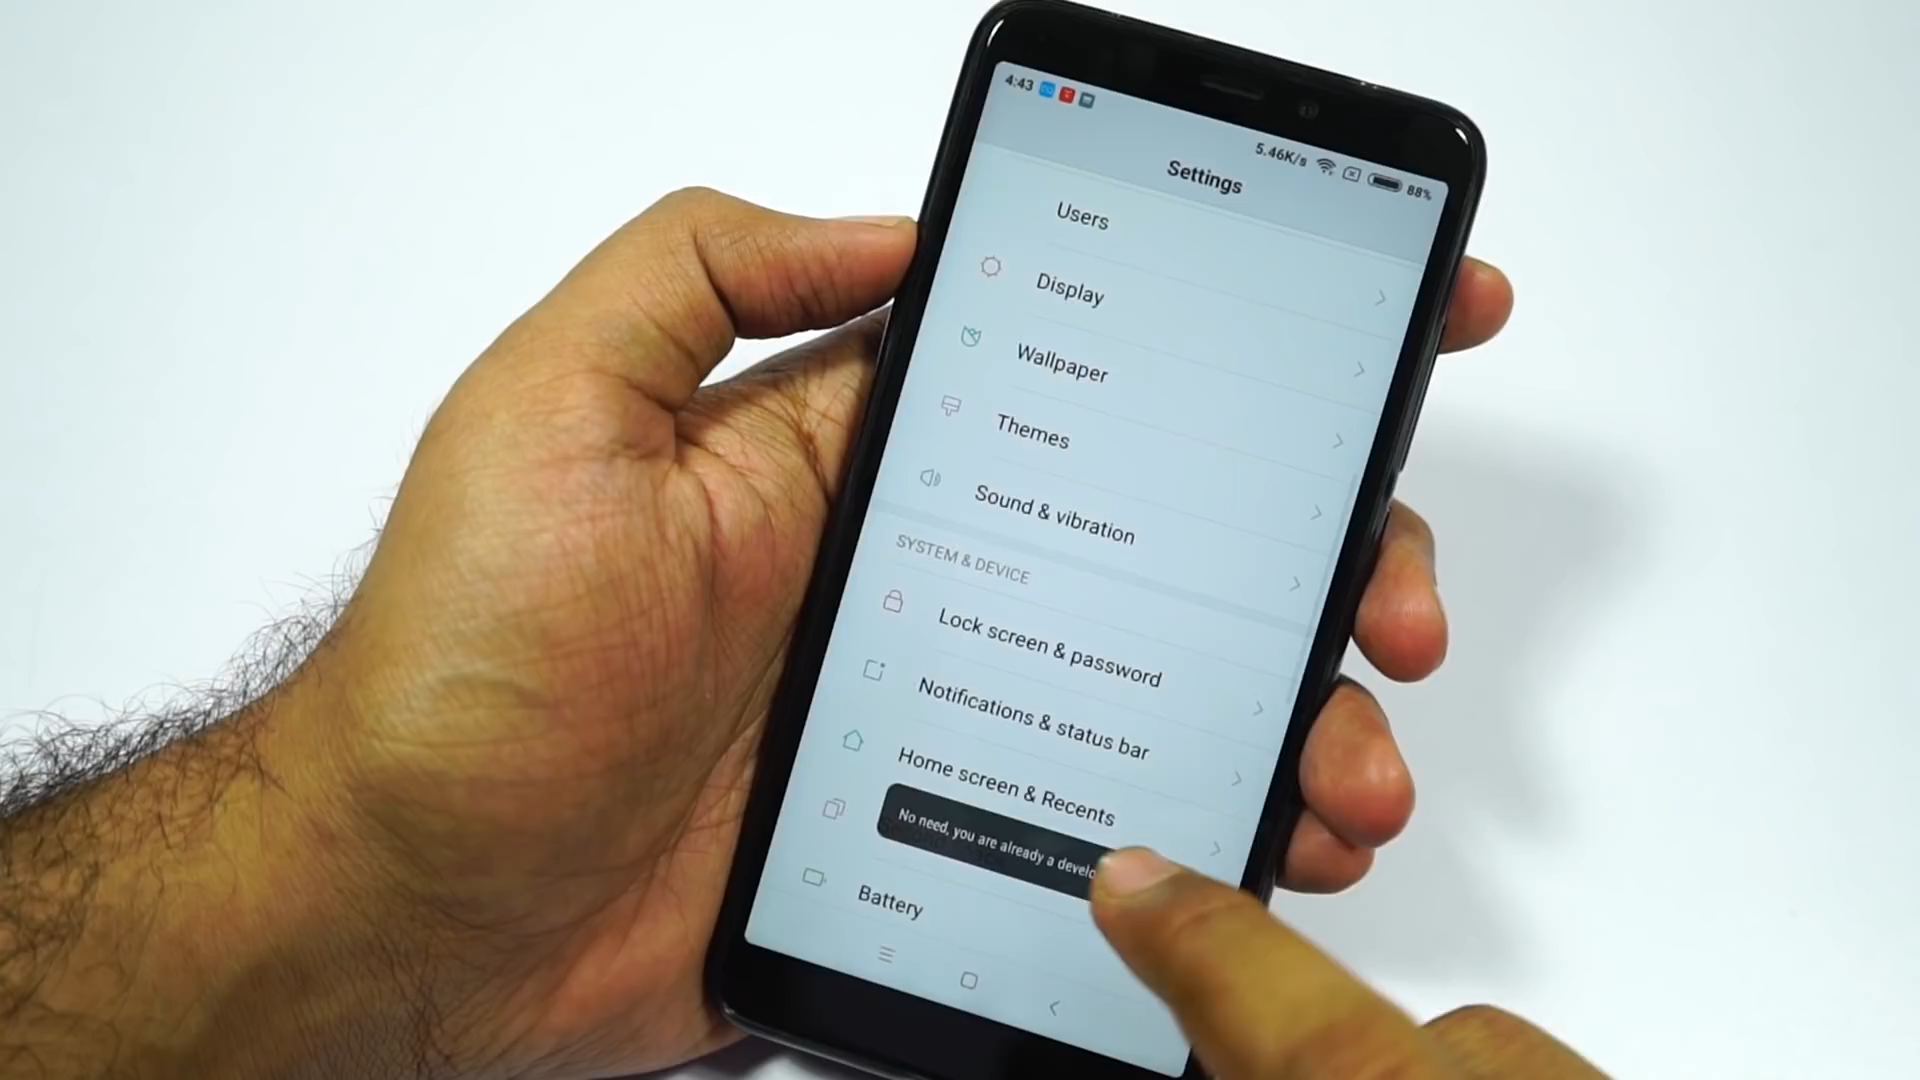 4:43
5.46K/s
88%
Settings
Users
Display
Wallpaper
Themes
Sound & vibration
SYSTEM & DEVICE
Lock screen & password
Notifications & status bar
Home screen & Recents
No need, you are already a develo
Battery